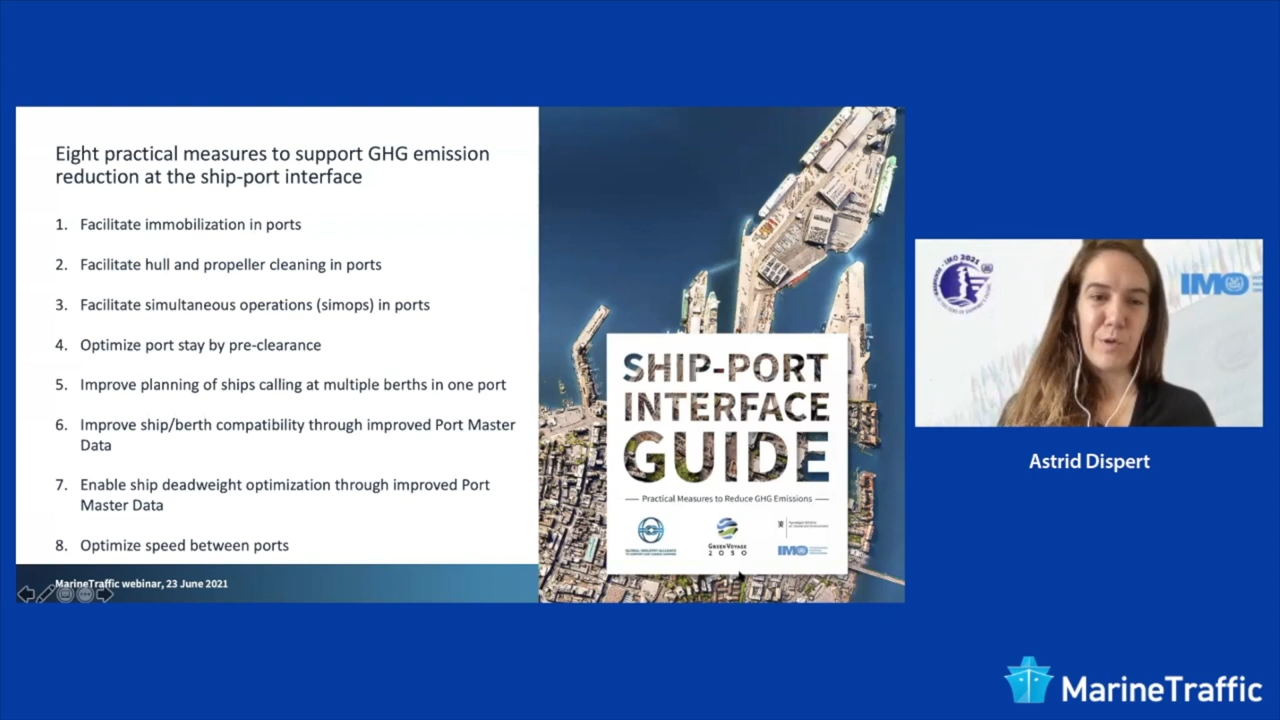 Eight practical measures to support GHG emission
reduction at the ship-port interface
1. Facilitate immobilization in ports
2. Facilitate hull and propeller cleaning in ports
3. Facilitate simultaneous operations (simops) in ports
4. Optimize port stay by pre-clearance
5. Improve planning of ships calling at multiple berths in one port
6. Improve ship/berth compatibility through improved Port Master
Data
7. Enable ship deadweight optimization through improved Port
Master Data
8. Optimize speed between ports
MarineTraffic webinar, 23 June 2021
SHIP-PORT
INTERFACE
GUIDE
Practical Measures to Reduce GHG Emissions
GREENVOYAGE
2050
IMO
IMO 2021
IMO
Astrid Dispert
MarineTraffic